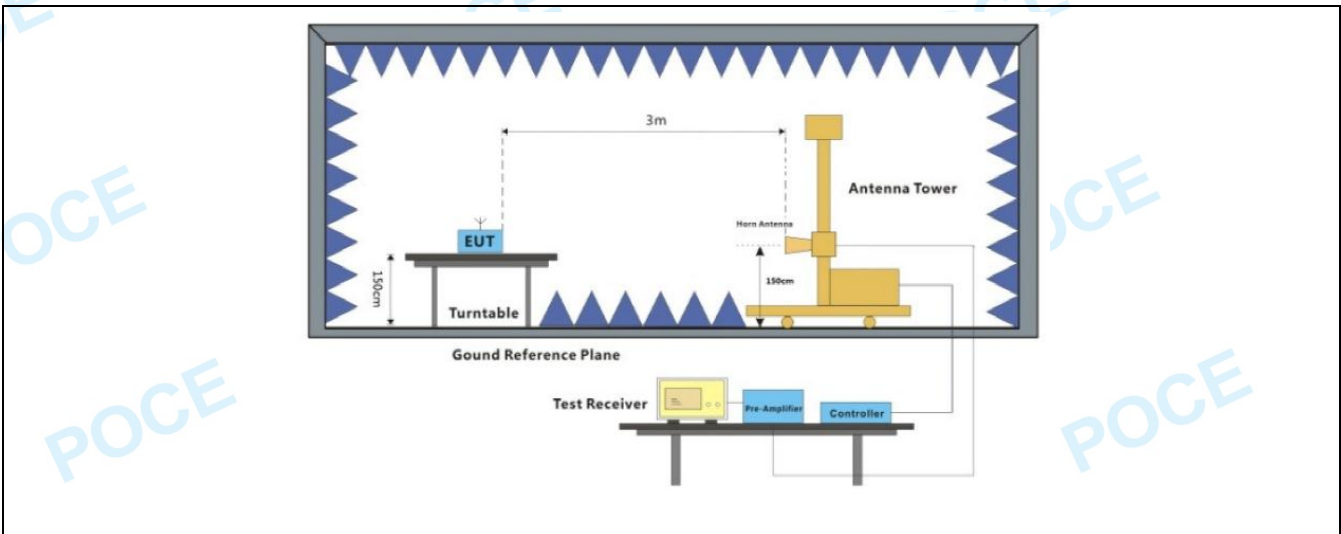 3m
Antenna Tower
Horn Antenna
EUT
150cm
150cm
Turntable
Gound Reference Plane
Test Receiver
Pre-Amplifier
Controller
POCE
POCE
POCE
POCE